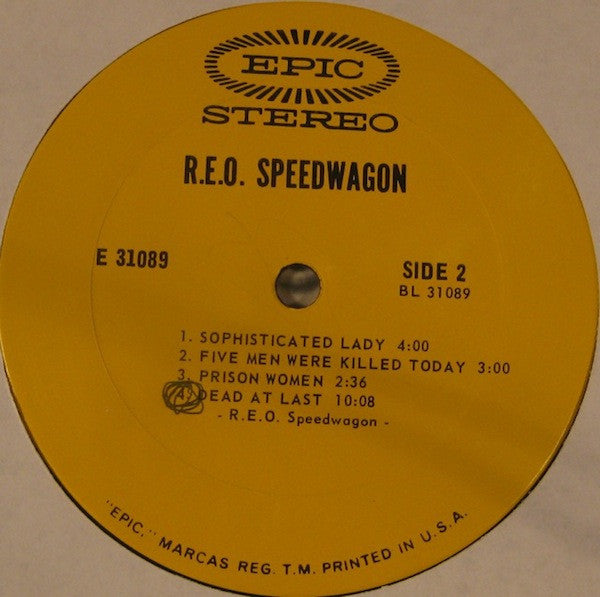 EPIC
STEREO
R.E.O. SPEEDWAGON
E 31089
SIDE 2
BL 31089
1. SOPHISTICATED LADY 4:00
2. FIVE MEN WERE KILLED TODAY 3:00
3. PRISON WOMEN 2:36
4. DEAD AT LAST 10:08
- R.E.O. Speedwagon -
"EPIC," MARCAS REG. T.M. PRINTED IN U.S.A.